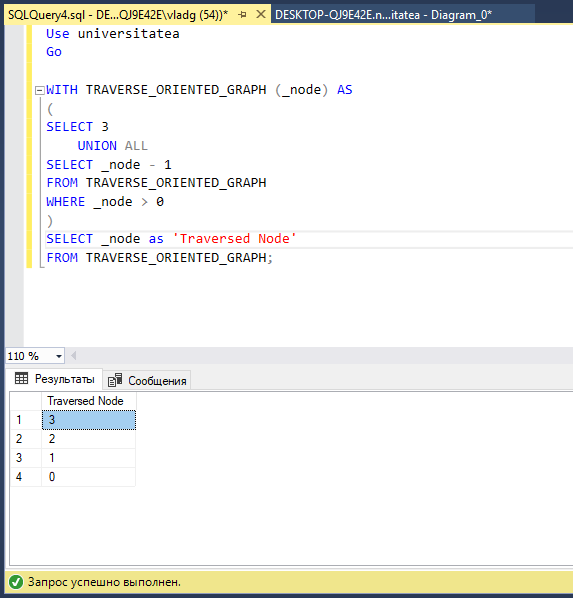 SQLQuery4.sql - DE...QJ9E42E\vladg (54))* DESKTOP-QJ9E42E.n...itatea - Diagram_0*
Use universitatea
Go
WITH TRAVERSE_ORIENTED_GRAPH (_node) AS
(
SELECT 3
UNION ALL
SELECT _node - 1
FROM TRAVERSE_ORIENTED_GRAPH
WHERE _node > 0
)
SELECT _node as 'Traversed Node'
FROM TRAVERSE_ORIENTED_GRAPH;
110 %
Результаты Сообщения
Traversed Node
1 3
2 2
3 1
4 0
Запрос успешно выполнен.